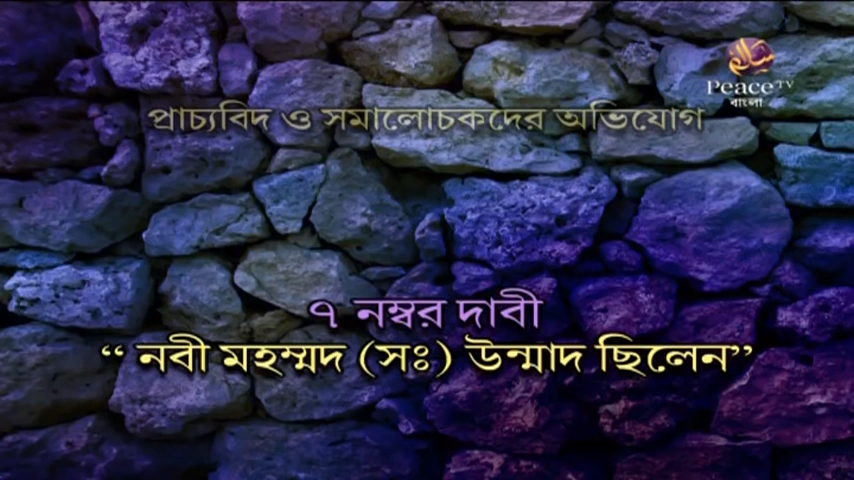 Peace TV
বাংলা
প্রাচ্যবিদ ও সমালোচকদের অভিযোগ
৭ নম্বর দাবী
“ নবী মহম্মদ (সঃ) উন্মাদ ছিলেন”